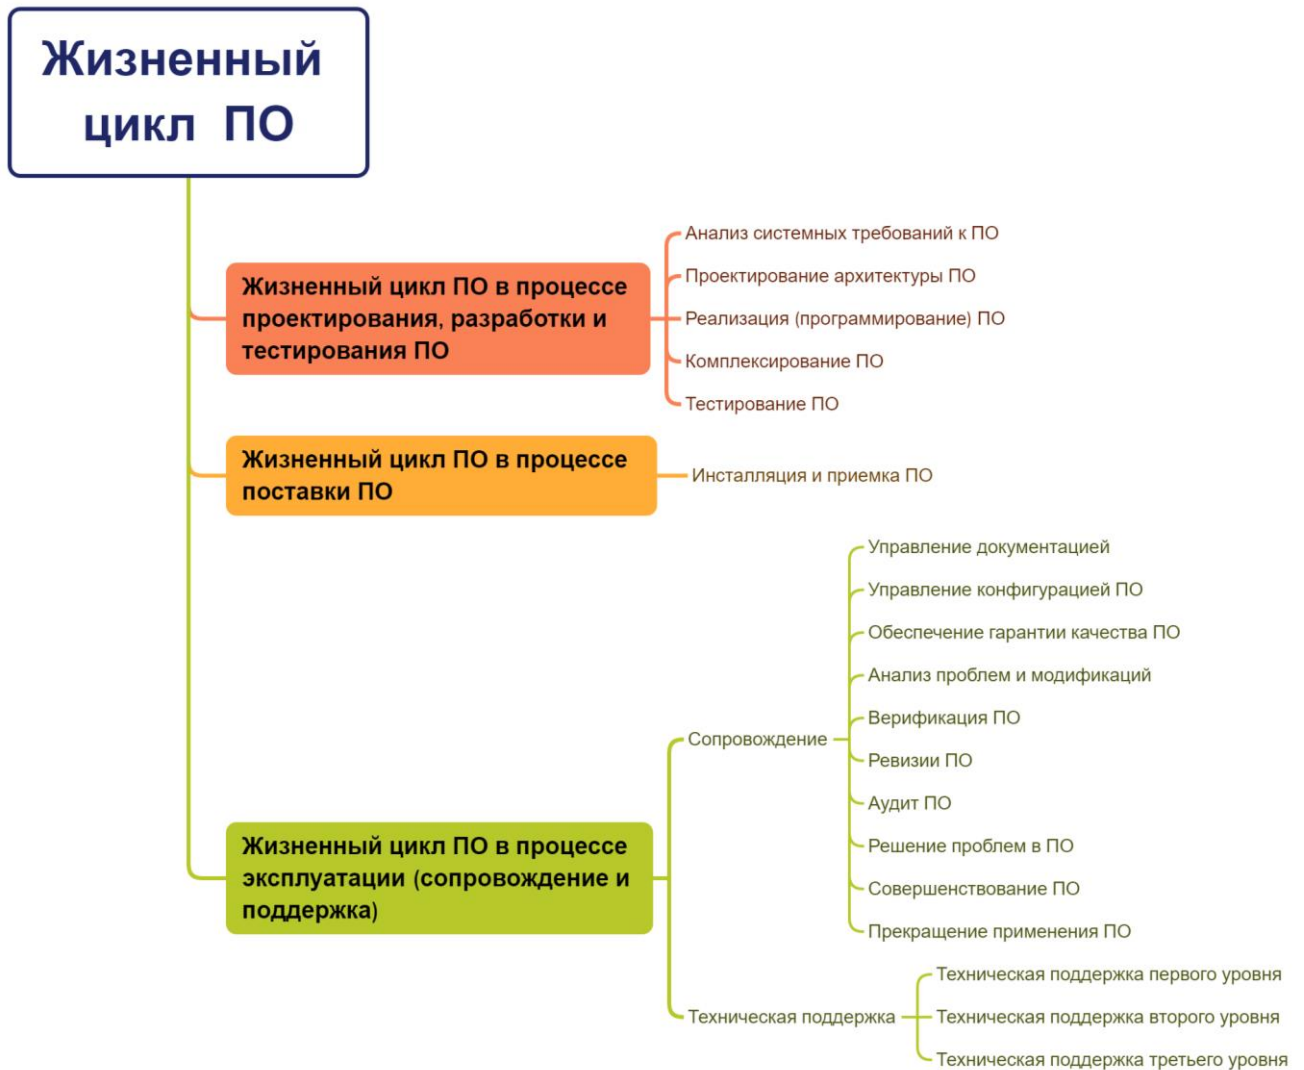 Жизненный
цикл ПО
Жизненный цикл ПО в процессе
проектирования, разработки и
тестирования ПО
Анализ системных требований к ПО
Проектирование архитектуры ПО
Реализация (программирование) ПО
Комплексирование ПО
Тестирование ПО
Жизненный цикл ПО в процессе
поставки ПО
Инсталляция и приемка ПО
Жизненный цикл ПО в процессе
эксплуатации (сопровождение и
поддержка)
Сопровождение
Управление документацией
Управление конфигурацией ПО
Обеспечение гарантии качества ПО
Анализ проблем и модификаций
Верификация ПО
Ревизии ПО
Аудит ПО
Решение проблем в ПО
Совершенствование ПО
Прекращение применения ПО
Техническая поддержка
Техническая поддержка первого уровня
Техническая поддержка второго уровня
Техническая поддержка третьего уровня